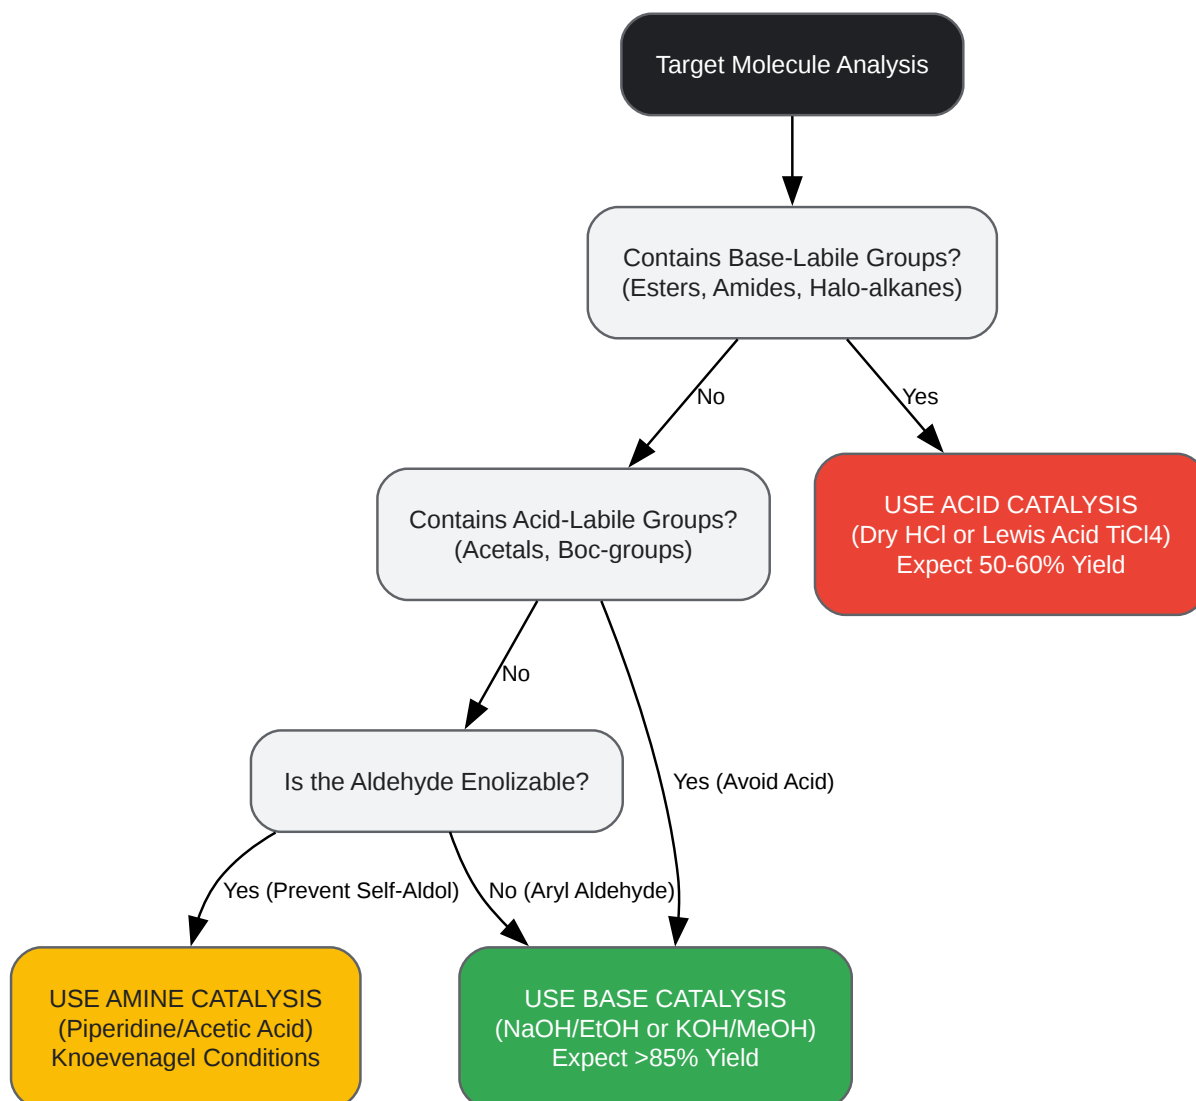 Target Molecule Analysis
Contains Base-Labile Groups?
(Esters, Amides, Halo-alkanes)
No
Yes
Contains Acid-Labile Groups?
(Acetals, Boc-groups)
USE ACID CATALYSIS
(Dry HCl or Lewis Acid TiCl4)
Expect 50-60% Yield
No
Yes (Avoid Acid)
Is the Aldehyde Enolizable?
Yes (Prevent Self-Aldol)
No (Aryl Aldehyde)
USE AMINE CATALYSIS
(Piperidine/Acetic Acid)
Knoevenagel Conditions
USE BASE CATALYSIS
(NaOH/EtOH or KOH/MeOH)
Expect >85% Yield